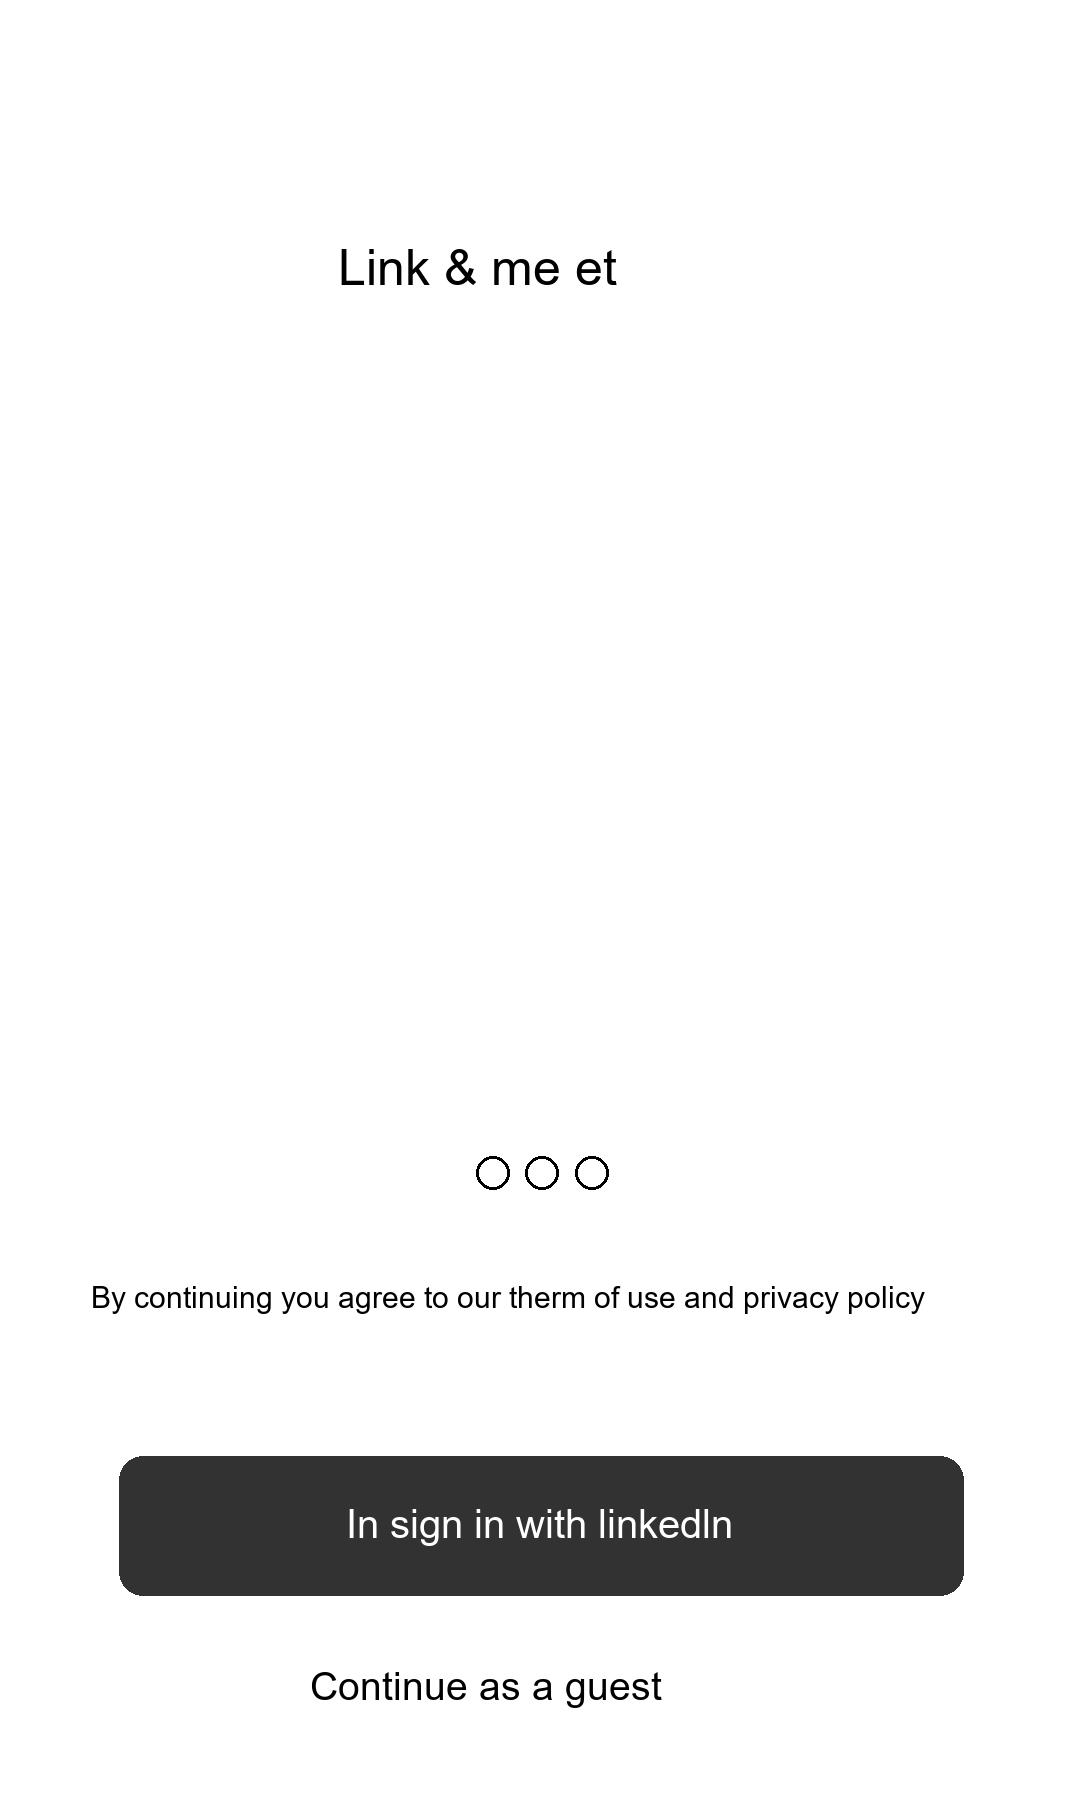 Link & me et
By continuing you agree to our therm of use and privacy policy
In sign in with linkedln
Continue as a guest